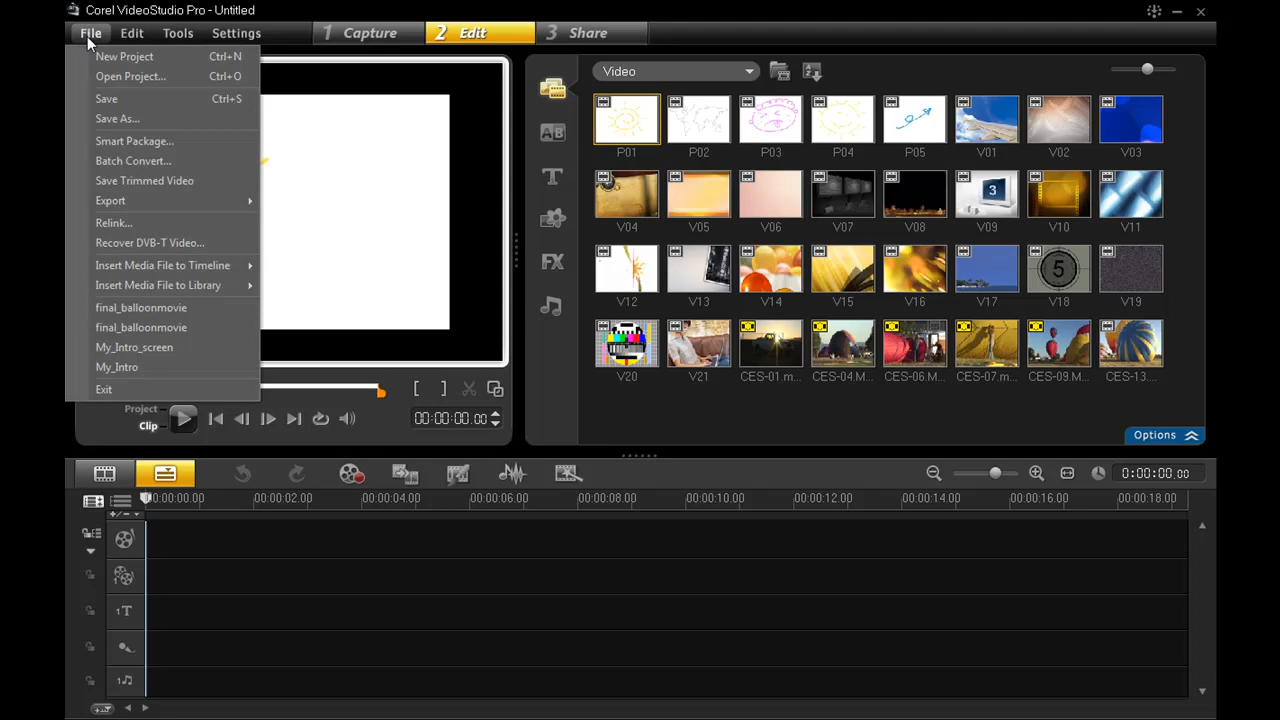 Corel VideoStudio Pro - Untitled
File Edit Tools Settings 1 Capture 2 Edit 3 Share
New Project Ctrl+N
Open Project... Ctrl+O
Save Ctrl+S
Save As...
Smart Package...
Batch Convert...
Save Trimmed Video
Export
Relink...
Recover DVB-T Video...
Insert Media File to Timeline
Insert Media File to Library
final_balloonmovie
final_balloonmovie
My_Intro_screen
My_Intro
Exit
Project
Clip
00:00:00.00
Video
AB
T
FX
P01 P02 P03 P04 P05 V01 V02 V03
3
V04 V05 V06 V07 V08 V09 V10 V11
5
V12 V13 V14 V15 V16 V17 V18 V19
V20 V21 CES-01.m... CES-04.M... CES-06.M... CES-07.m... CES-09.M... CES-13....
Options
0:00:00.00
00:00:00.00 00:00:02.00 00:00:04.00 00:00:06.00 00:00:08.00 00:00:10.00 00:00:12.00 00:00:14.00 00:00:16.00 00:00:18.00
1
1T
1